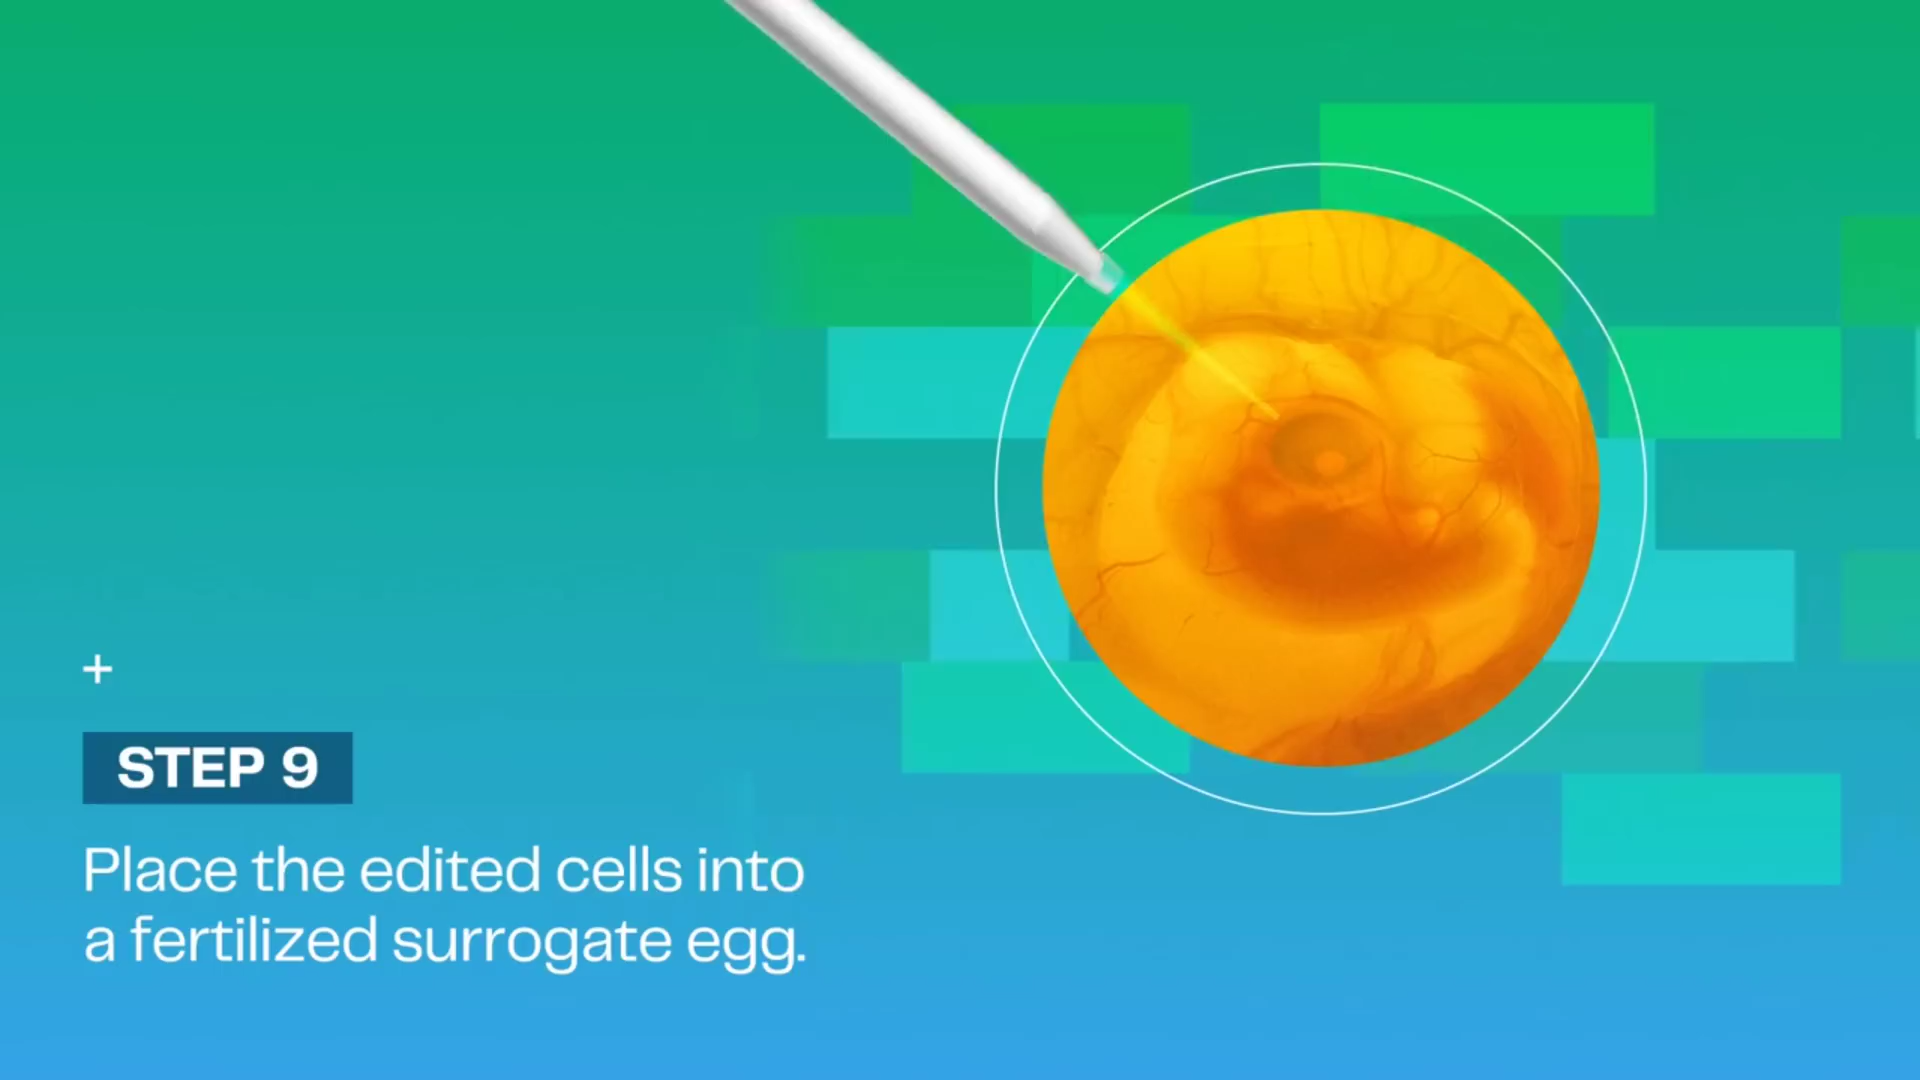 STEP 9
Place the edited cells into
a fertilized surrogate egg.